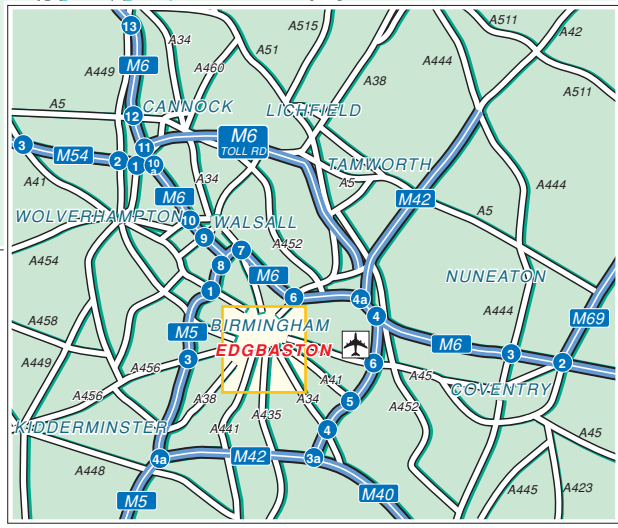 13
A34
A515
A511
A42
A51
A444
A449
M6
A460
A38
A511
A5
CANNOCK
LICHFIELD
12
M6
TOLL RD
3
M54
2
1
11
10
a
TAMWORTH
A41
A34
A5
M6
M42
A444
A5
WOLVERHAMPTON
10
WALSALL
9
A452
A454
8
7
M6
NUNEATON
1
6
4a
4
A444
A458
M5
BIRMINGHAM
M69
EDGBASTON
M6
A449
A456
3
6
3
2
A456
A38
A41
A45
COVENTRY
A435
A34
5
A452
KIDDERMINSTER
A441
4
A45
A448
4a
M42
3a
A445
A423
M5
M40